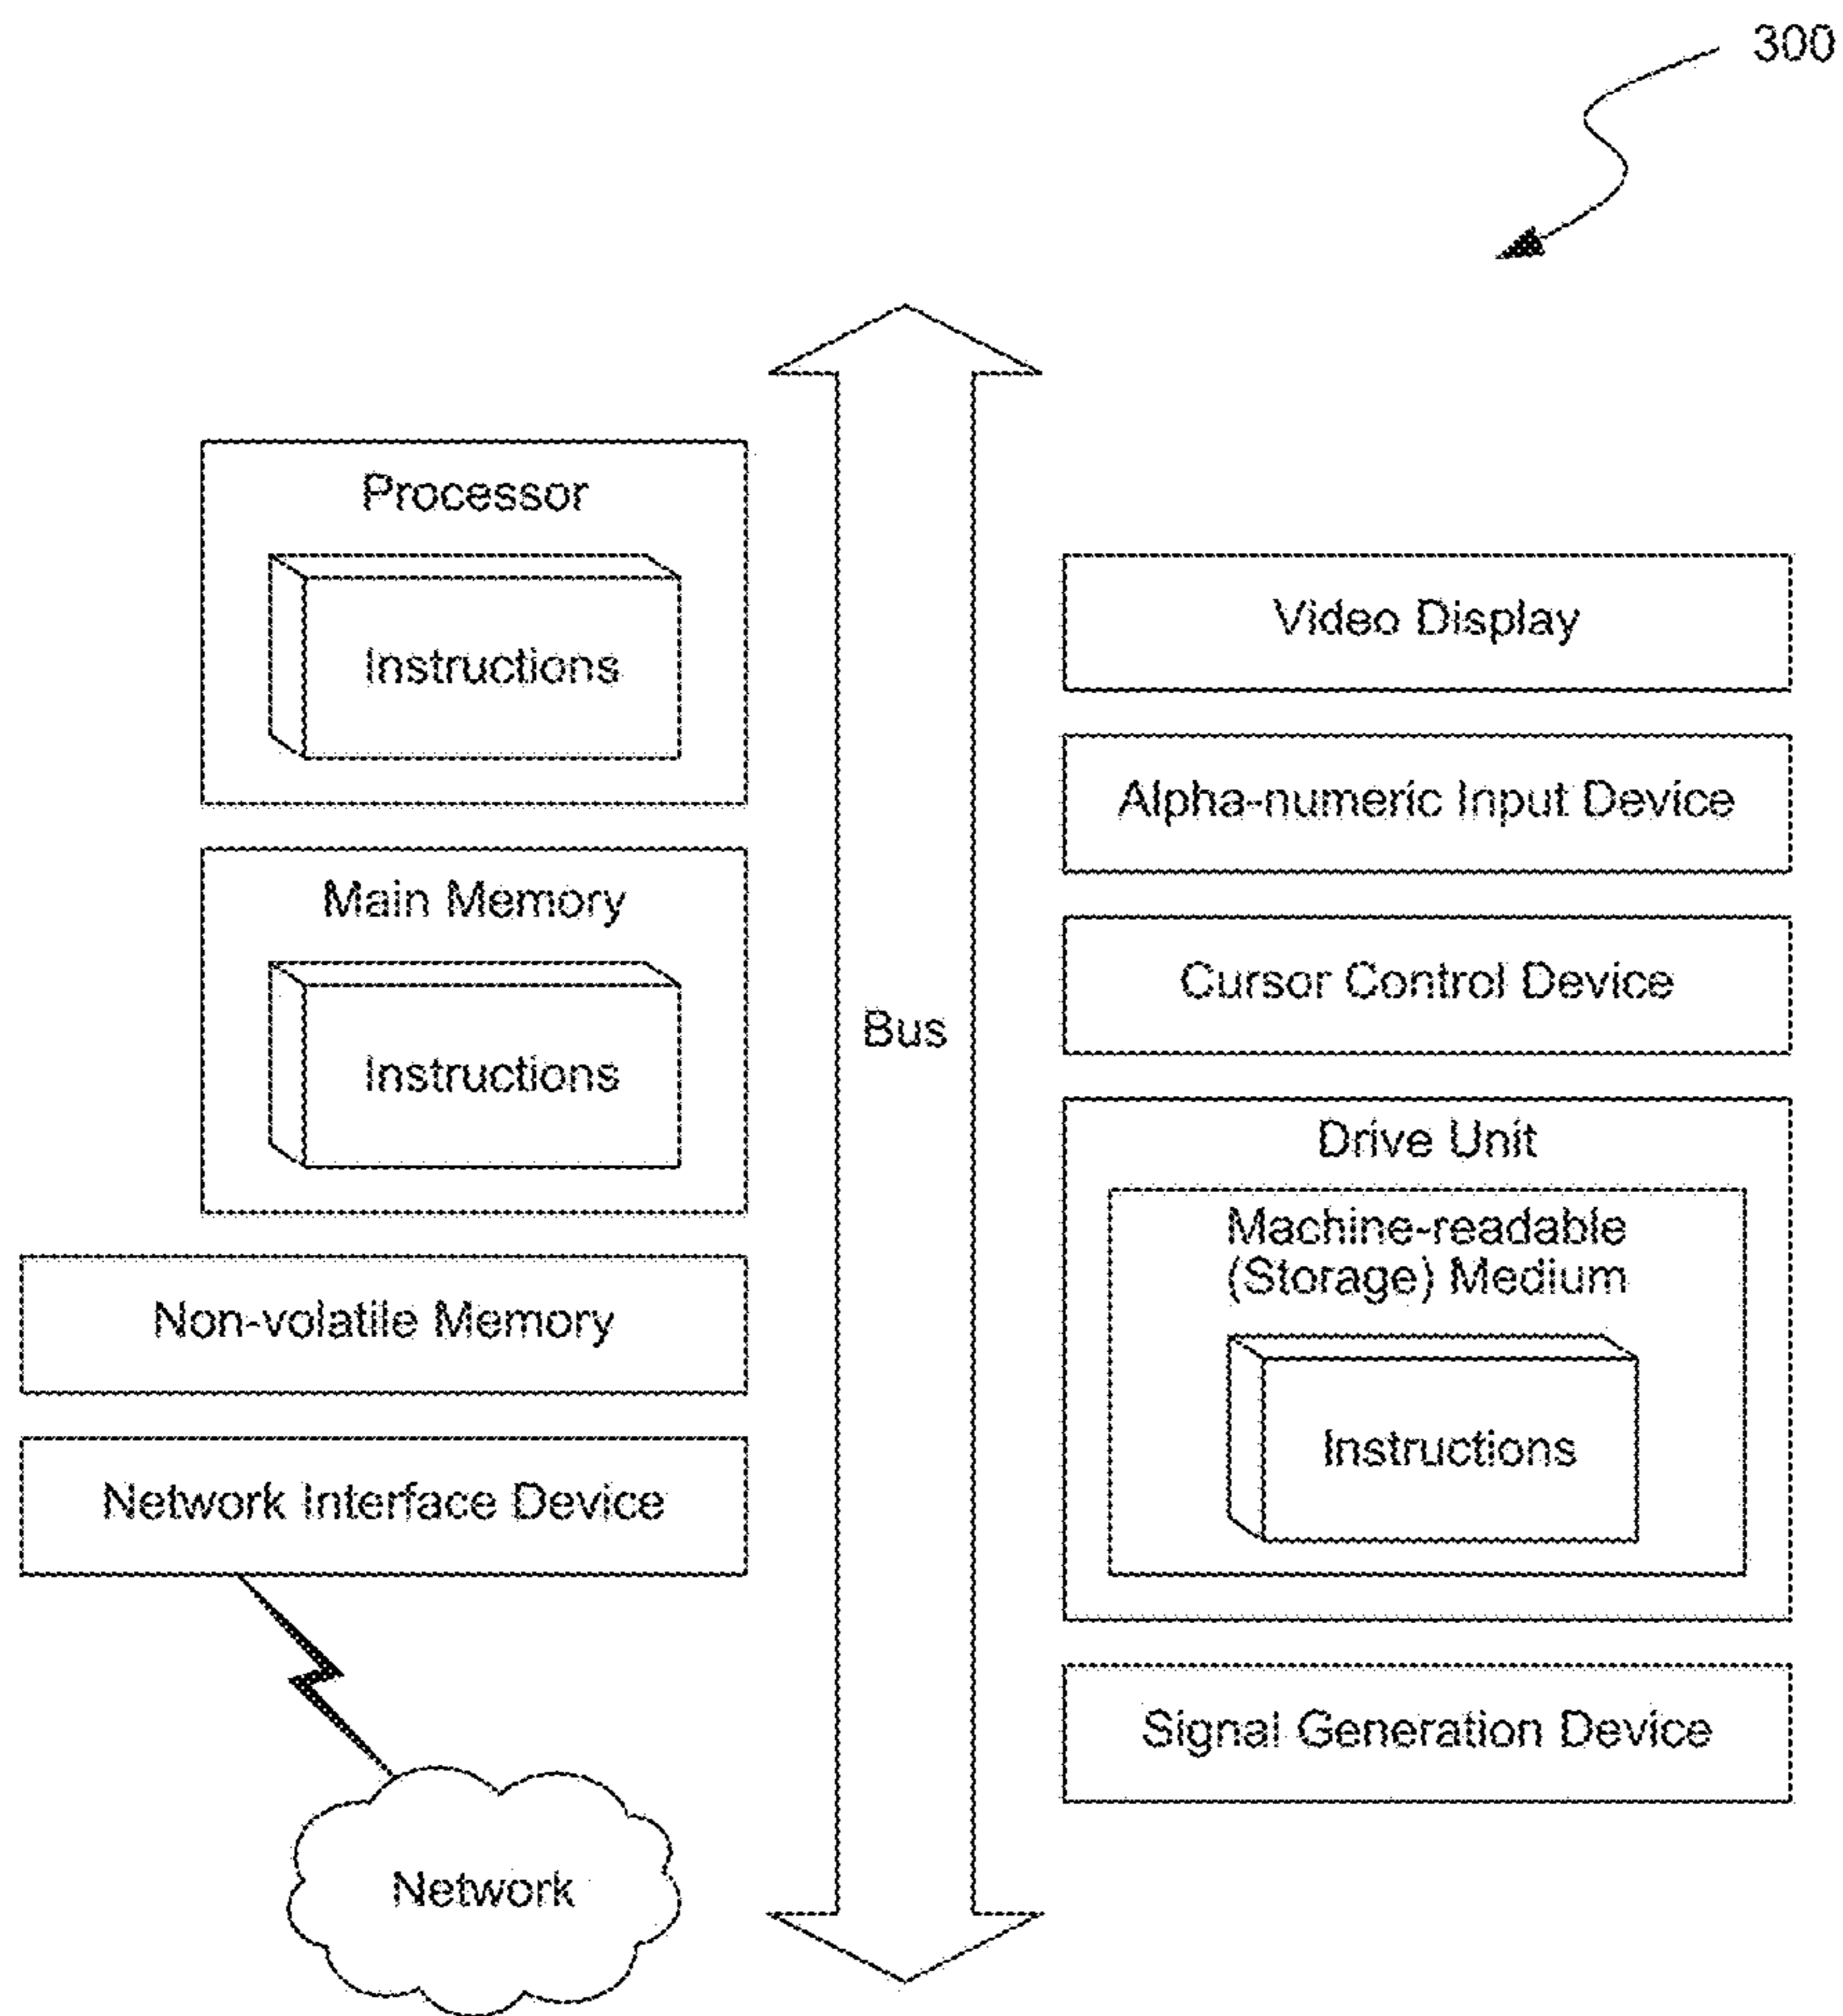 300
Processor
Instructions
Main Memory
Instructions
Non-volatile Memory
Network Interface Device
Network
Bus
Video Display
Alpha-numeric Input Device
Cursor Control Device
Drive Unit
Machine-readable
(Storage) Medium
Instructions
Signal Generation Device